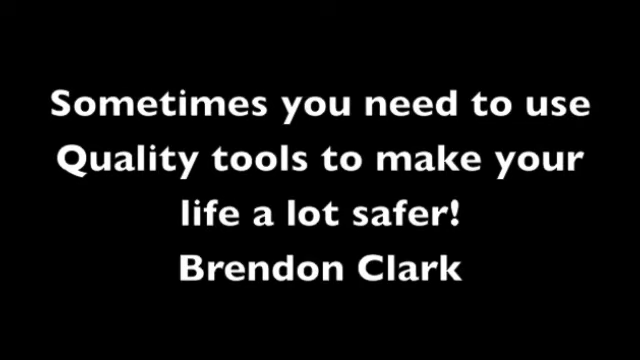 Sometimes you need to use
Quality tools to make your
life a lot safer!
Brendon Clark